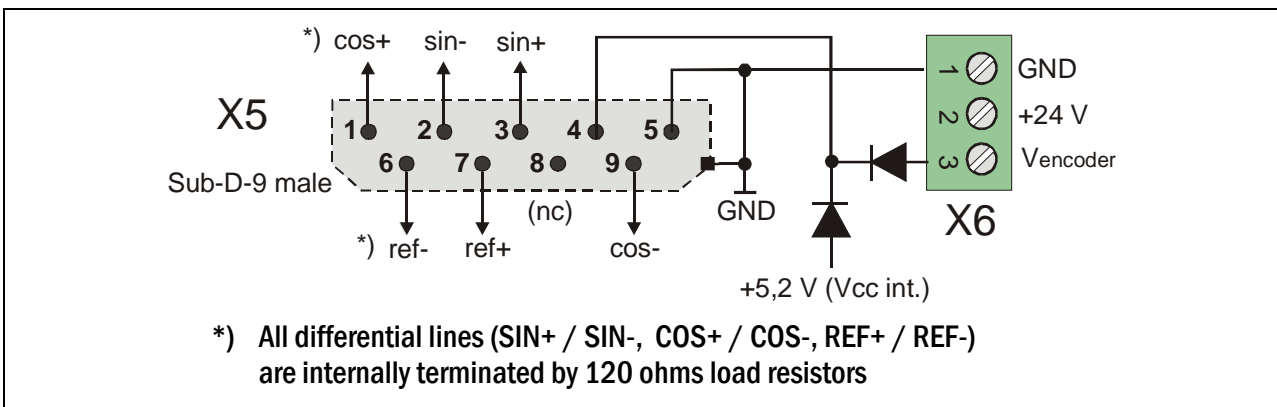 *) cos+ sin- sin+
1 GND
X5
1 2 3 4 5
2 +24 V
6 7 8 9
3 Vencoder
Sub-D-9 male
(nc)
GND
X6
*) ref- ref+ cos-
+5,2 V (Vcc int.)
*) All differential lines (SIN+ / SIN-, COS+ / COS-, REF+ / REF-)
are internally terminated by 120 ohms load resistors